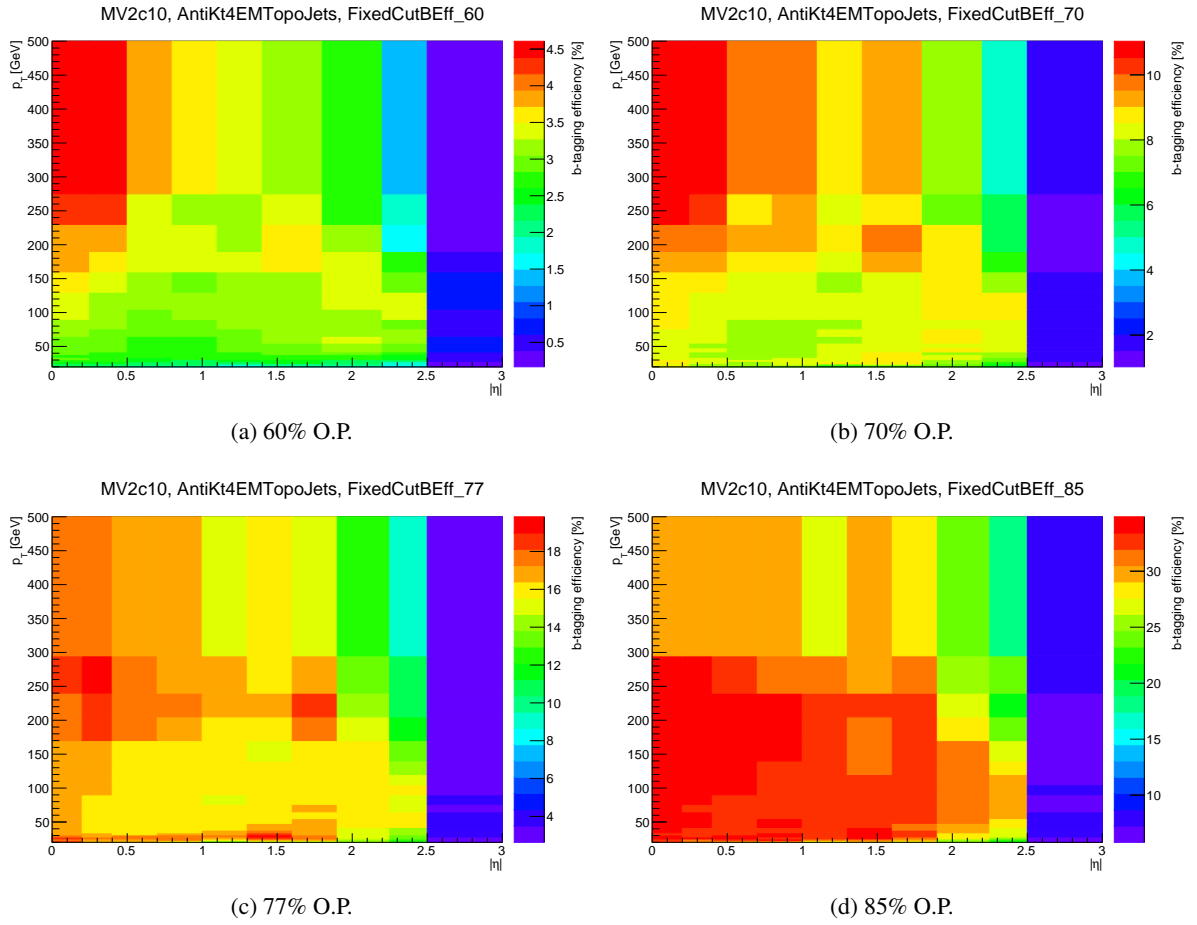 MV2c10, AntiKt4EMTopoJets, FixedCutBEff_60
p_T [GeV]
500
450
400
350
300
250
200
150
100
50
0 0.5 1 1.5 2 2.5 3
|η|
4.5
3.5
3
2.5
2
1.5
1
0.5
b-tagging efficiency [%]
(a) 60% O.P.
MV2c10, AntiKt4EMTopoJets, FixedCutBEff_70
p_T [GeV]
500
450
400
350
300
250
200
150
100
50
0 0.5 1 1.5 2 2.5 3
|η|
10
8
6
4
2
b-tagging efficiency [%]
(b) 70% O.P.
MV2c10, AntiKt4EMTopoJets, FixedCutBEff_77
p_T [GeV]
500
450
400
350
300
250
200
150
100
50
0 0.5 1 1.5 2 2.5 3
|η|
18
16
14
12
10
8
6
4
b-tagging efficiency [%]
(c) 77% O.P.
MV2c10, AntiKt4EMTopoJets, FixedCutBEff_85
p_T [GeV]
500
450
400
350
300
250
200
150
100
50
0 0.5 1 1.5 2 2.5 3
|η|
30
25
20
15
10
b-tagging efficiency [%]
(d) 85% O.P.